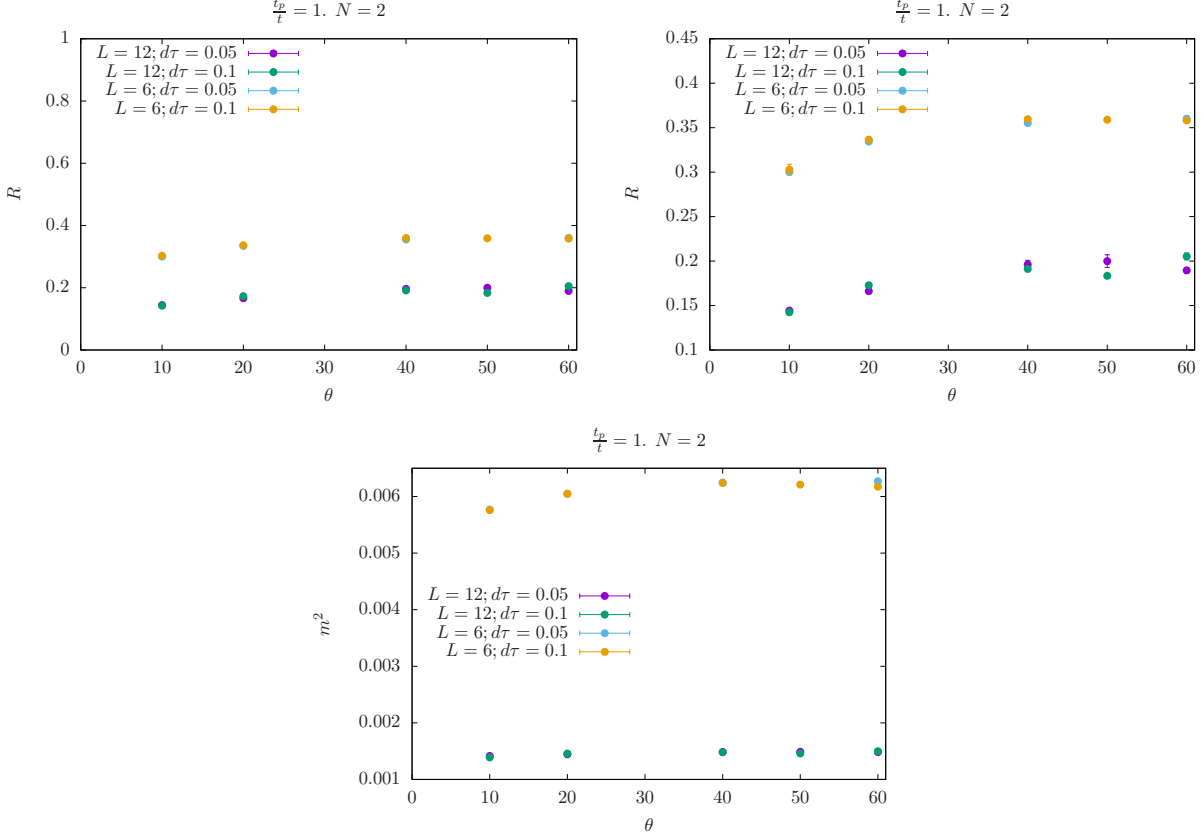 t_p/t = 1. N = 2
1
0.8
0.6
0.4
0.2
0
R
L = 12; dτ = 0.05
L = 12; dτ = 0.1
L = 6; dτ = 0.05
L = 6; dτ = 0.1
0 10 20 30 40 50 60
θ
t_p/t = 1. N = 2
0.45
0.4
0.35
0.3
0.25
0.2
0.15
0.1
R
L = 12; dτ = 0.05
L = 12; dτ = 0.1
L = 6; dτ = 0.05
L = 6; dτ = 0.1
0 10 20 30 40 50 60
θ
t_p/t = 1. N = 2
0.006
0.005
0.004
0.003
0.002
0.001
m²
L = 12; dτ = 0.05
L = 12; dτ = 0.1
L = 6; dτ = 0.05
L = 6; dτ = 0.1
0 10 20 30 40 50 60
θ